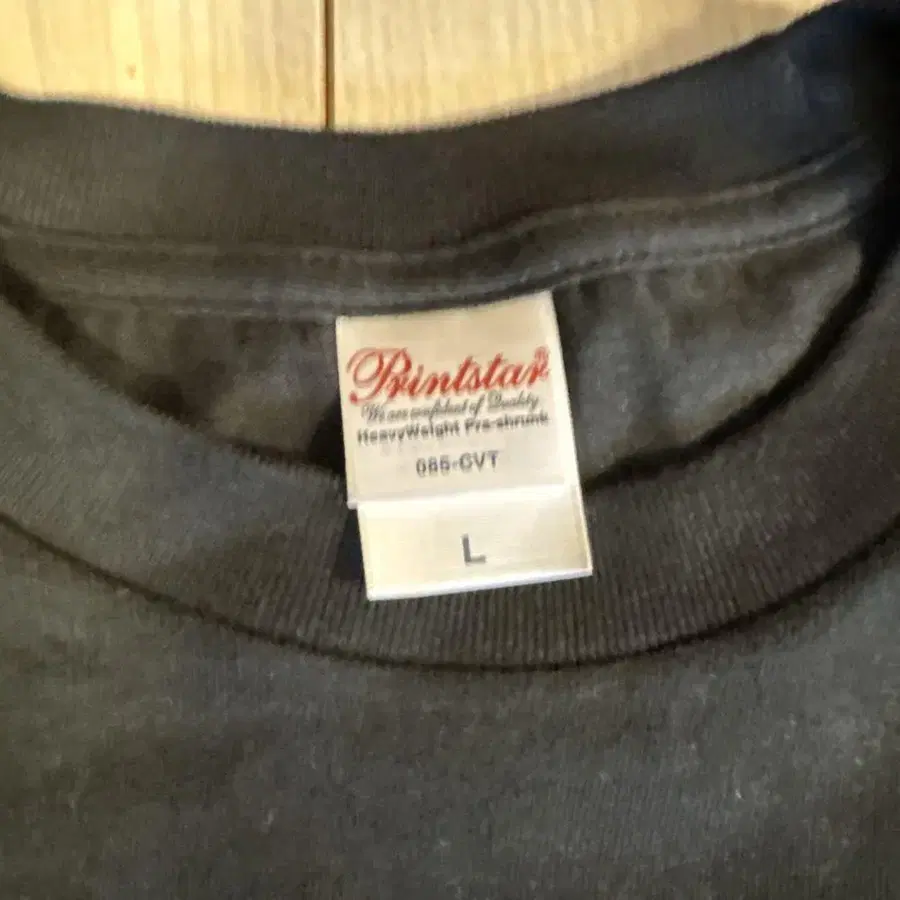 Printstar®
We are confident of Quality
HeavyWeight Pre-shrunk
085-CVT
L